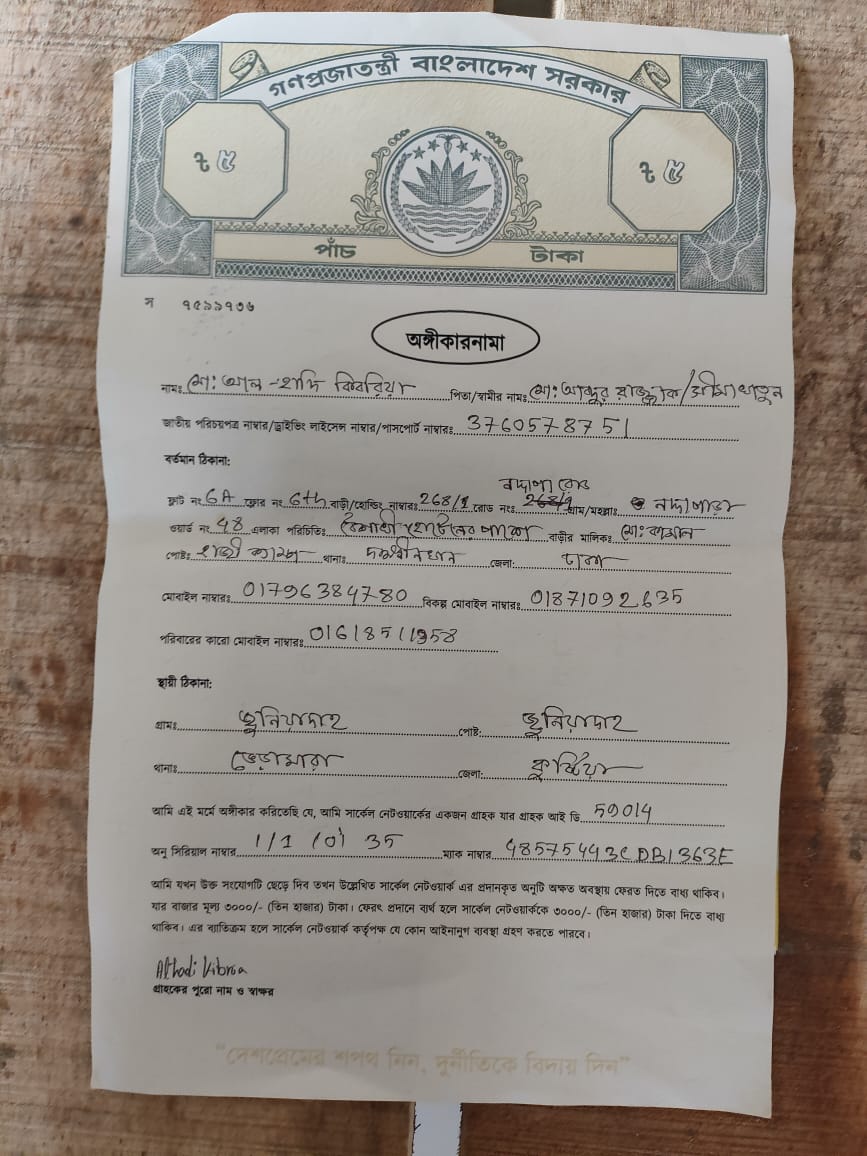 গণপ্রজাতন্ত্রী বাংলাদেশ সরকার
৳ ৫ ৳ ৫
পাঁচ টাকা
স ৭৫৯৯৭৩৬
অঙ্গীকারনামা
নামঃ মো: আল-হাদি কিবরিয়া পিতা/স্বামীর নামঃ মো: আব্দুর রাজ্জাক/
জাতীয় পরিচয়পত্র নাম্বার/ড্রাইভিং লাইসেন্স নাম্বার/পাসপোর্ট নাম্বারঃ 3760578751
বর্তমান ঠিকানা:
নদ্দাপাড়া রোড
ফ্লাট নং 6A ফ্লোর নং 6th বাড়ী/হোল্ডিং নাম্বারঃ 268/1 রোড নং গ্রাম/মহল্লাঃ নদ্দাপাড়া
ওয়ার্ড নং 48 এলাকা পরিচিতিঃ হোটেলের পাশে বাড়ীর মালিকঃ মো: কামাল
পোষ্টঃ হাজী ক্যাম্প থানাঃ দক্ষীনখান জেলা: ঢাকা
মোবাইল নাম্বারঃ 01796384780 বিকল্প মোবাইল নাম্বারঃ 01871092635
পরিবারের কারো মোবাইল নাম্বারঃ 01618511958
স্থায়ী ঠিকানা:
গ্রামঃ জুনিয়াদাহ পোষ্ট: জুনিয়াদাহ
থানাঃ ভেড়ামারা জেলা: কুষ্টিয়া
আমি এই মর্মে অঙ্গীকার করিতেছি যে, আমি সার্কেল নেটওয়ার্কের একজন গ্রাহক যার গ্রাহক আই ডি 59014
অনু সিরিয়াল নাম্বার 1/1/01 35 ম্যাক নাম্বার 48575443CDB1363E
আমি যখন উক্ত সংযোগটি ছেড়ে দিব তখন উল্লেখিত সার্কেল নেটওয়ার্ক এর প্রদানকৃত অনুটি অক্ষত অবস্থায় ফেরত দিতে বাধ্য থাকিব।
যার বাজার মূল্য ৩০০০/- (তিন হাজার) টাকা। ফেরৎ প্রদানে ব্যর্থ হলে সার্কেল নেটওয়ার্ককে ৩০০০/- (তিন হাজার) টাকা দিতে বাধ্য
থাকিব। এর ব্যতিক্রম হলে সার্কেল নেটওয়ার্ক কর্তৃপক্ষ যে কোন আইনানুগ ব্যবস্থা গ্রহণ করতে পারবে।
Alhadi Kibria
গ্রাহকের পুরো নাম ও স্বাক্ষর
"দেশপ্রেমের শপথ নিন, দুর্নীতিকে বিদায় দিন"